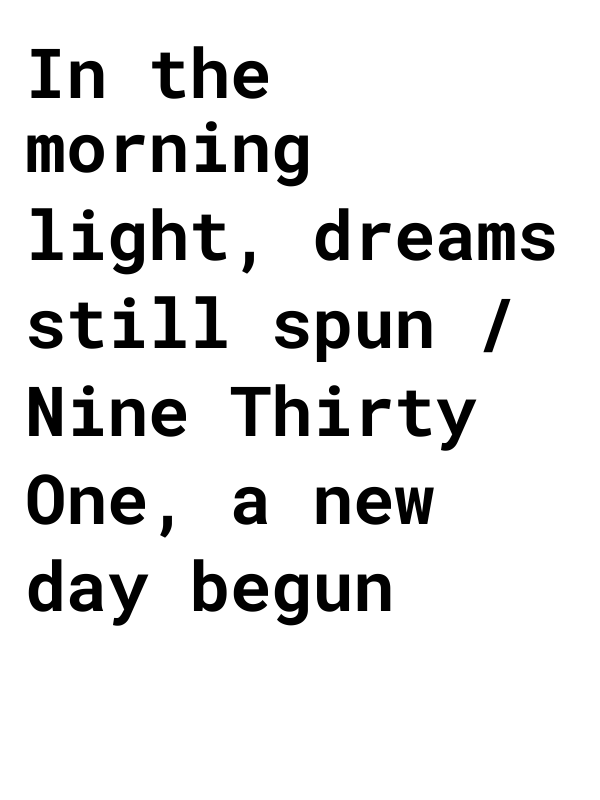 In the
morning
light, dreams
still spun /
Nine Thirty
One, a new
day begun